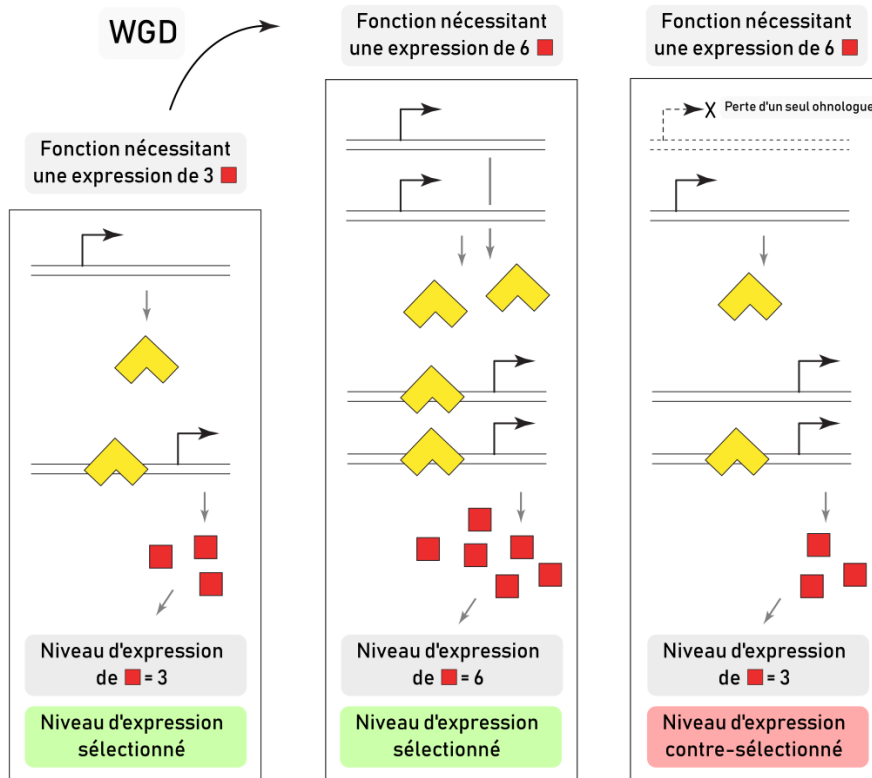 WGD
Fonction nécessitant
une expression de 3
Niveau d'expression
de = 3
Niveau d'expression
sélectionné
Fonction nécessitant
une expression de 6
Niveau d'expression
de = 6
Niveau d'expression
sélectionné
Fonction nécessitant
une expression de 6
X Perte d'un seul ohnologue
Niveau d'expression
de = 3
Niveau d'expression
contre-sélectionné